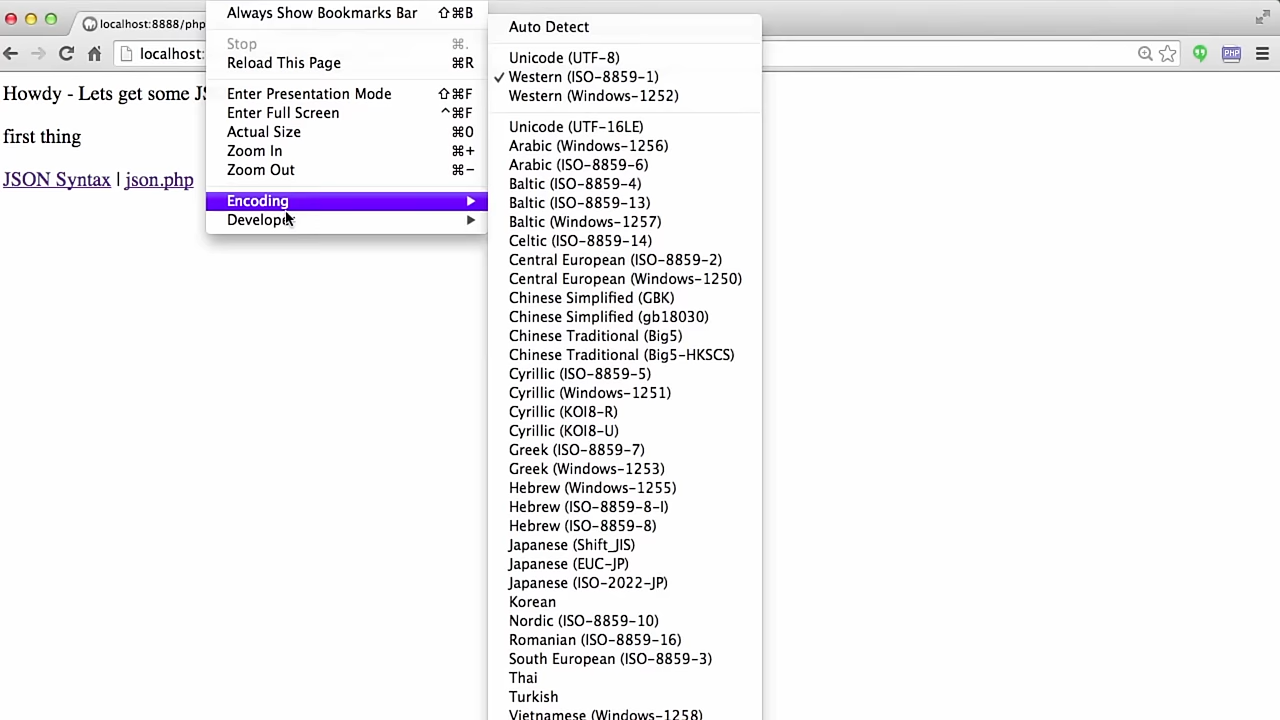 localhost:8888/php
localhost:
PHP
Howdy - Lets get some JS
first thing
JSON Syntax | json.php
Always Show Bookmarks Bar ⇧⌘B
Stop ⌘.
Reload This Page ⌘R
Enter Presentation Mode ⇧⌘F
Enter Full Screen ^⌘F
Actual Size ⌘0
Zoom In ⌘+
Zoom Out ⌘−
Encoding
Developer
Auto Detect
Unicode (UTF-8)
✓ Western (ISO-8859-1)
Western (Windows-1252)
Unicode (UTF-16LE)
Arabic (Windows-1256)
Arabic (ISO-8859-6)
Baltic (ISO-8859-4)
Baltic (ISO-8859-13)
Baltic (Windows-1257)
Celtic (ISO-8859-14)
Central European (ISO-8859-2)
Central European (Windows-1250)
Chinese Simplified (GBK)
Chinese Simplified (gb18030)
Chinese Traditional (Big5)
Chinese Traditional (Big5-HKSCS)
Cyrillic (ISO-8859-5)
Cyrillic (Windows-1251)
Cyrillic (KOI8-R)
Cyrillic (KOI8-U)
Greek (ISO-8859-7)
Greek (Windows-1253)
Hebrew (Windows-1255)
Hebrew (ISO-8859-8-I)
Hebrew (ISO-8859-8)
Japanese (Shift_JIS)
Japanese (EUC-JP)
Japanese (ISO-2022-JP)
Korean
Nordic (ISO-8859-10)
Romanian (ISO-8859-16)
South European (ISO-8859-3)
Thai
Turkish
Vietnamese (Windows-1258)